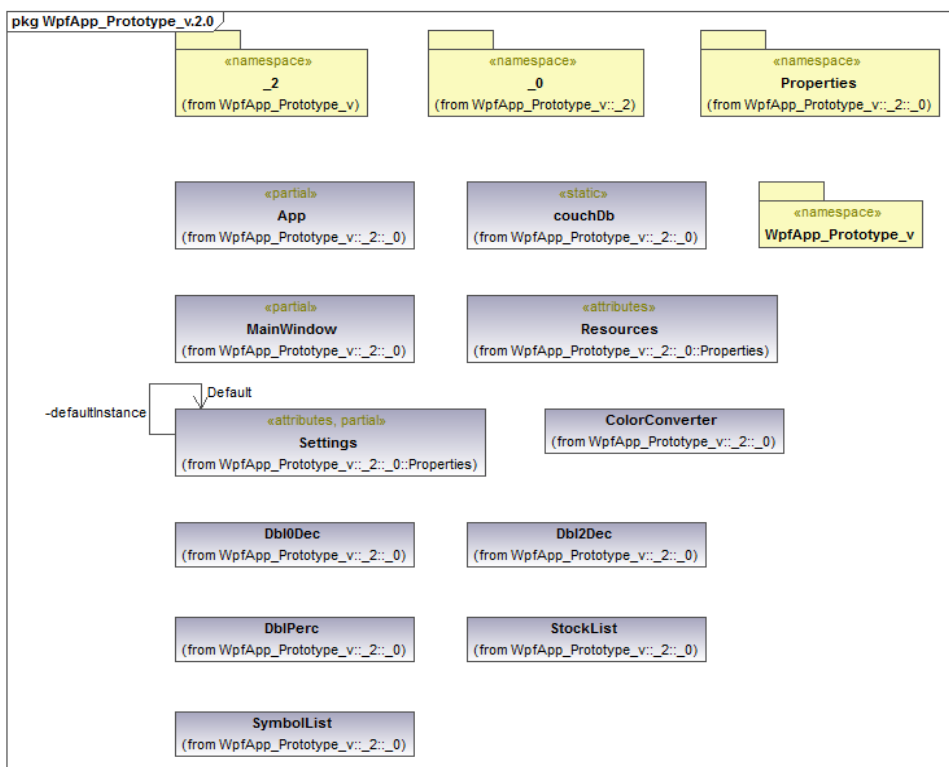 pkg WpfApp_Prototype_v.2.0
«namespace»
_2
(from WpfApp_Prototype_v)
«namespace»
_0
(from WpfApp_Prototype_v::_2)
«namespace»
Properties
(from WpfApp_Prototype_v::_2::_0)
«partial»
App
(from WpfApp_Prototype_v::_2::_0)
«static»
couchDb
(from WpfApp_Prototype_v::_2::_0)
«namespace»
WpfApp_Prototype_v
«partial»
MainWindow
(from WpfApp_Prototype_v::_2::_0)
«attributes»
Resources
(from WpfApp_Prototype_v::_2::_0::Properties)
Default
-defaultInstance
«attributes, partial»
Settings
(from WpfApp_Prototype_v::_2::_0::Properties)
ColorConverter
(from WpfApp_Prototype_v::_2::_0)
Dbl0Dec
(from WpfApp_Prototype_v::_2::_0)
Dbl2Dec
(from WpfApp_Prototype_v::_2::_0)
DblPerc
(from WpfApp_Prototype_v::_2::_0)
StockList
(from WpfApp_Prototype_v::_2::_0)
SymbolList
(from WpfApp_Prototype_v::_2::_0)